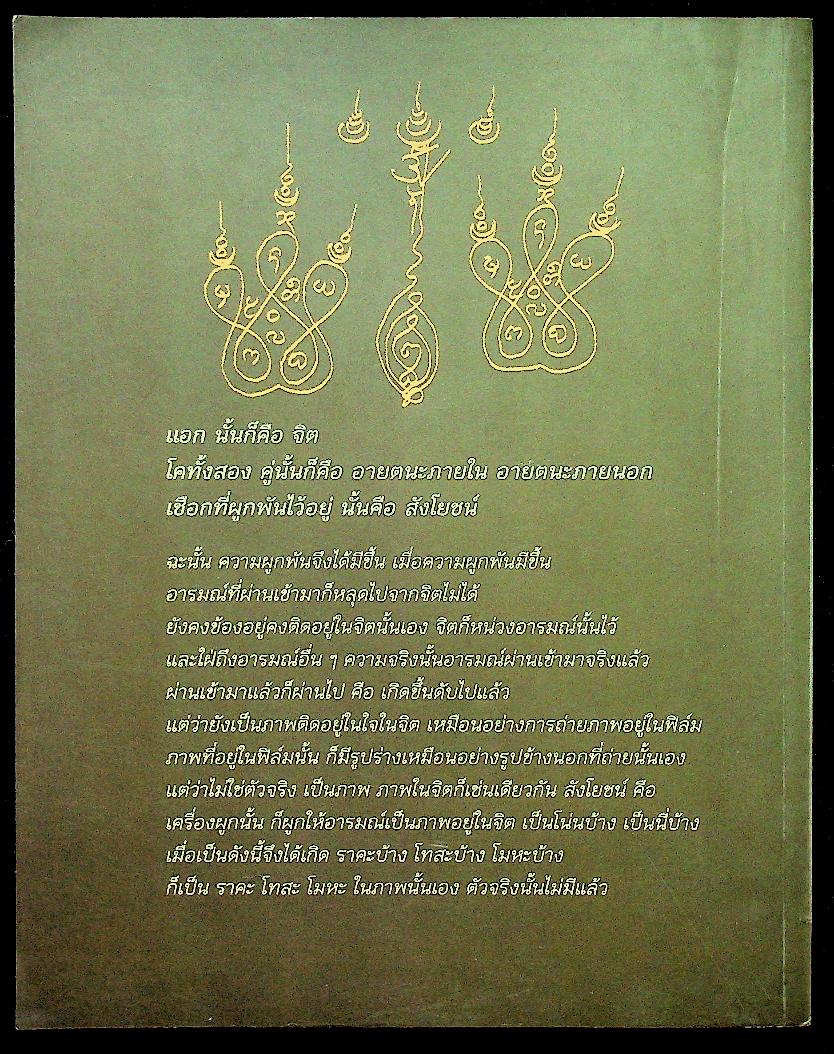 แอก นั้นก็คือ จิต
โคทั้งสอง คู่นั้นก็คือ อายตนะภายใน อายตนะภายนอก
เชือกที่ผูกพันไว้อยู่ นั้นคือ สังโยชน์
ฉะนั้น ความผูกพันจึงได้มีขึ้น เมื่อความผูกพันมีขึ้น
อารมณ์ที่ผ่านเข้ามาก็หลุดไปจากจิตไม่ได้
ยังคงข้องอยู่คงติดอยู่ในจิตนั้นเอง จิตก็หน่วงอารมณ์นั้นไว้
และใฝ่ถึงอารมณ์อื่น ๆ ความจริงนั้นอารมณ์ผ่านเข้ามาจริงแล้ว
ผ่านเข้ามาแล้วก็ผ่านไป คือ เกิดขึ้นดับไปแล้ว
แต่ว่ายังเป็นภาพติดอยู่ในใจในจิต เหมือนอย่างการถ่ายภาพอยู่ในฟิล์ม
ภาพที่อยู่ในฟิล์มนั้น ก็มีรูปร่างเหมือนอย่างรูปข้างนอกที่ถ่ายนั้นเอง
แต่ว่าไม่ใช่ตัวจริง เป็นภาพ ภาพในจิตก็เช่นเดียวกัน สังโยชน์ คือ
เครื่องผูกนั้น ก็ผูกให้อารมณ์เป็นภาพอยู่ในจิต เป็นโน่นบ้าง เป็นนี่บ้าง
เมื่อเป็นดังนี้จึงได้เกิด ราคะบ้าง โทสะบ้าง โมหะบ้าง
ก็เป็น ราคะ โทสะ โมหะ ในภาพนั้นเอง ตัวจริงนั้นไม่มีแล้ว